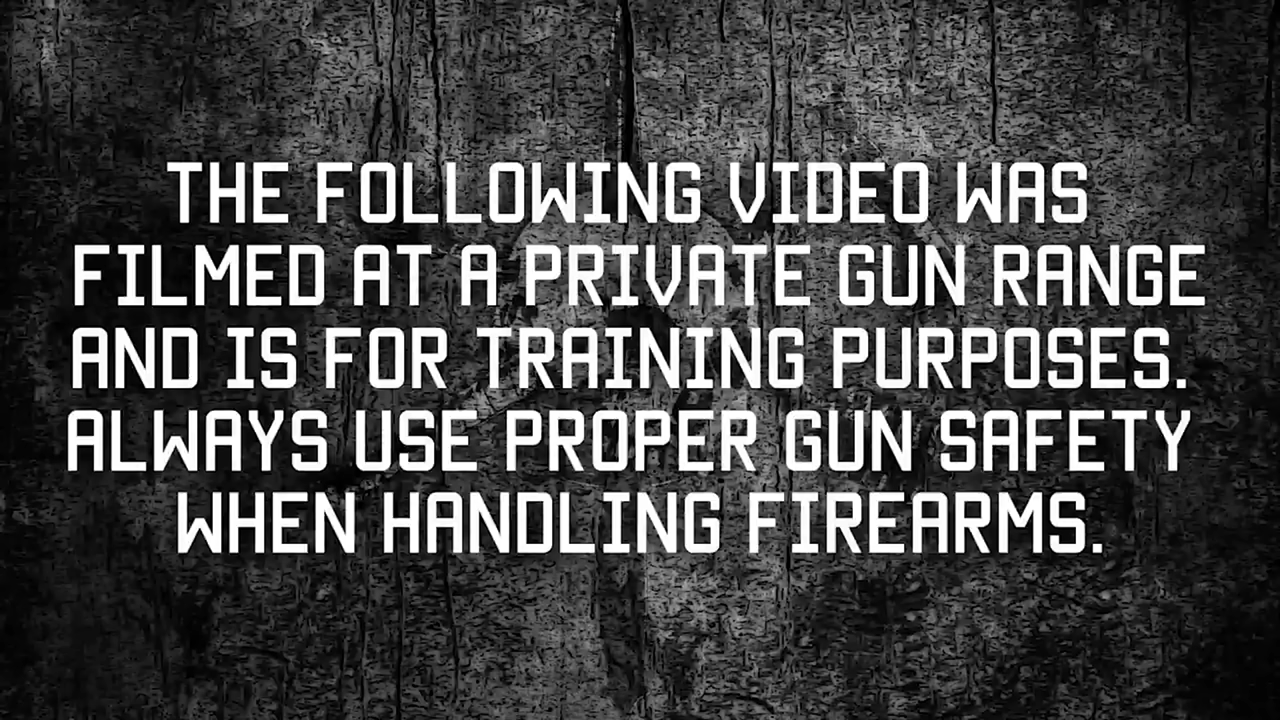 THE FOLLOWING VIDEO WAS
FILMED AT A PRIVATE GUN RANGE
AND IS FOR TRAINING PURPOSES.
ALWAYS USE PROPER GUN SAFETY
WHEN HANDLING FIREARMS.